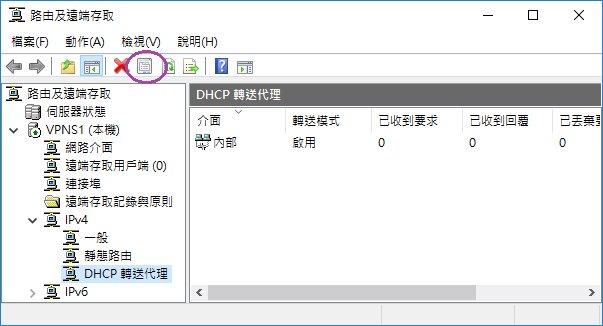 路由及遠端存取
檔案(F) 動作(A) 檢視(V) 說明(H)
路由及遠端存取
伺服器狀態
VPNS1 (本機)
網路介面
遠端存取用戶端 (0)
連接埠
遠端存取記錄與原則
IPv4
一般
靜態路由
DHCP 轉送代理
IPv6
DHCP 轉送代理
介面 轉送模式 已收到要求 已收到回覆 已丟棄要
內部 啟用 0 0 0